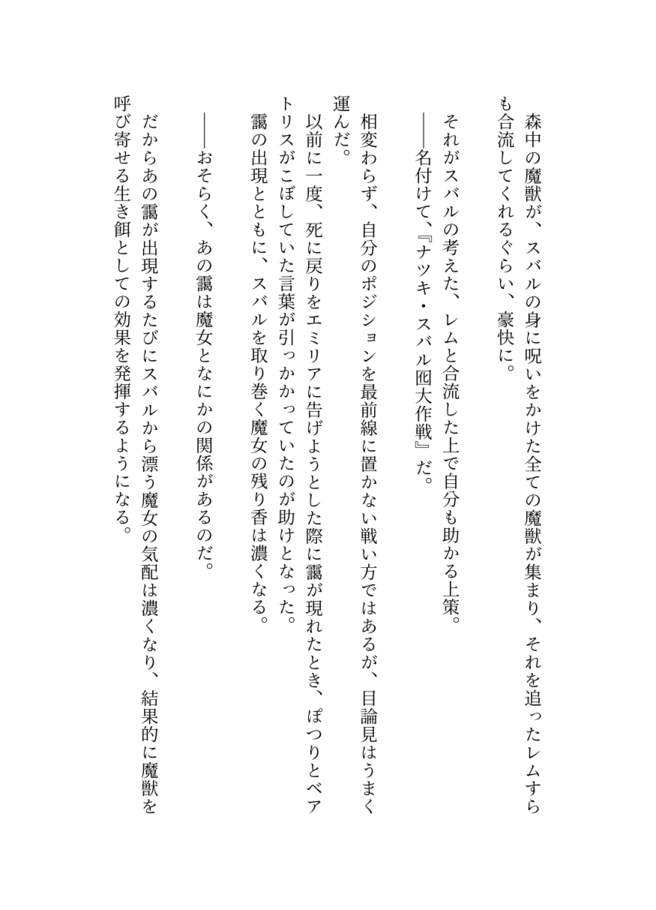 森中の魔獣が、スバルの身に呪いをかけた全ての魔獣が集まり、それを追ったレムすら
も合流してくれるぐらい、豪快に。
それがスバルの考えた、レムと合流した上で自分も助かる上策。
――名付けて、『ナツキ・スバル囮大作戦』だ。
相変わらず、自分のポジションを最前線に置かない戦い方ではあるが、目論見はうまく
運んだ。
以前に一度、死に戻りをエミリアに告げようとした際に靄が現れたとき、ぽつりとベア
トリスがこぼしていた言葉が引っかかっていたのが助けとなった。
靄の出現とともに、スバルを取り巻く魔女の残り香は濃くなる。
――おそらく、あの靄は魔女となにかの関係があるのだ。
だからあの靄が出現するたびにスバルから漂う魔女の気配は濃くなり、結果的に魔獣を
呼び寄せる生き餌としての効果を発揮するようになる。